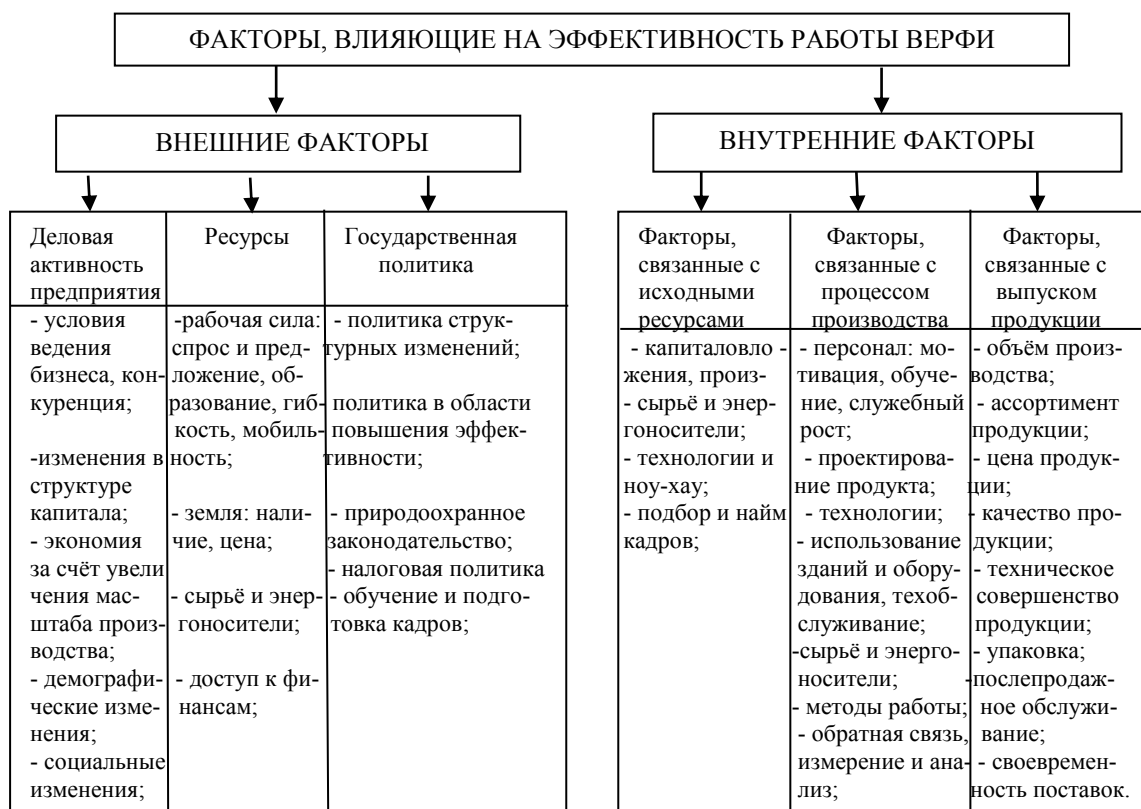 ФАКТОРЫ, ВЛИЯЮЩИЕ НА ЭФФЕКТИВНОСТЬ РАБОТЫ ВЕРФИ
ВНЕШНИЕ ФАКТОРЫ
ВНУТРЕННИЕ ФАКТОРЫ
Деловая
активность
предприятия
- условия
ведения
бизнеса, кон-
куренция;
-изменения в
структуре
капитала;
- экономия
за счёт увели
чения мас-
штаба произ-
водства;
- демографи-
ческие изме-
нения;
- социальные
изменения;
Ресурсы
-рабочая сила:
спрос и пред-
ложение, об-
разование, гиб-
кость, мобиль-
ность;
- земля: нали-
чие, цена;
- сырьё и энер-
гоносители;
- доступ к фи-
нансам;
Государственная
политика
- политика струк-
турных изменений;
политика в области
повышения эффек-
тивности;
- природоохранное
законодательство;
- налоговая политика
- обучение и подго-
товка кадров;
Факторы,
связанные с
исходными
ресурсами
- капиталовло -
жения, произ-
- сырьё и энер-
гоносители;
- технологии и
ноу-хау;
- подбор и найм
кадров;
Факторы,
связанные с
процессом
производства
- персонал: мо-
тивация, обуче-
ние, служебный
рост;
- проектирова-
ние продукта;
- технологии;
- использование
зданий и обору-
дования, техоб-
служивание;
-сырьё и энерго-
носители;
- методы работы;
- обратная связь,
измерение и ана-
лиз;
Факторы,
связанные с
выпуском
продукции
- объём произ-
водства;
- ассортимент
продукции;
- цена продук-
ции;
- качество про-
дукции;
- техническое
совершенство
продукции;
- упаковка;
-послепродаж-
ное обслужи-
вание;
- своевремен-
ность поставок.